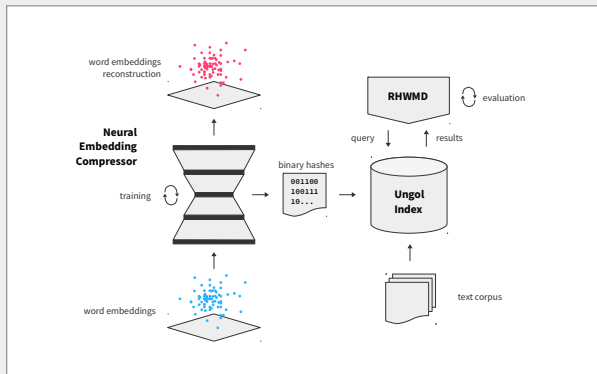 word embeddings
reconstruction
Neural
Embedding
Compressor
training
word embeddings
binary hashes
001100
100111
10...
RHWMD
evaluation
query
results
Ungol
Index
text corpus